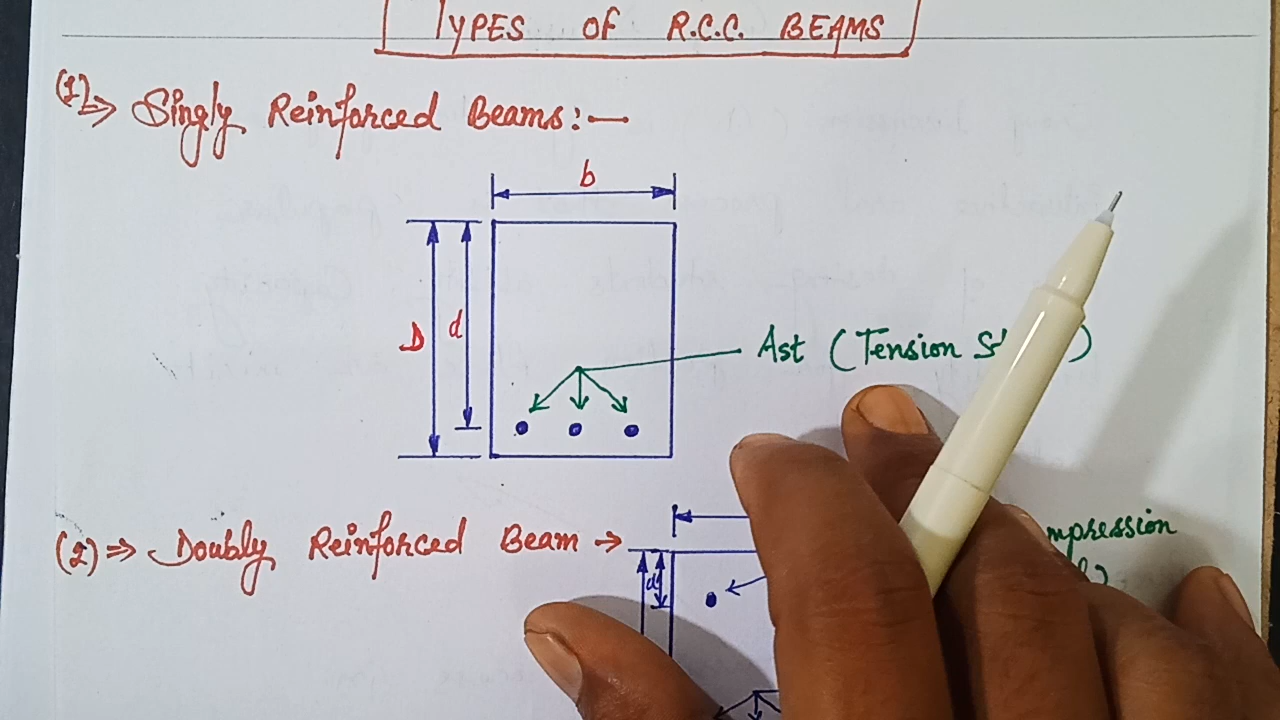 TYPES OF R.C.C. BEAMS
(1)⇒ Singly Reinforced Beams:—
b
D
d
Ast (Tension )
(2)⇒ Doubly Reinforced Beam →
d'